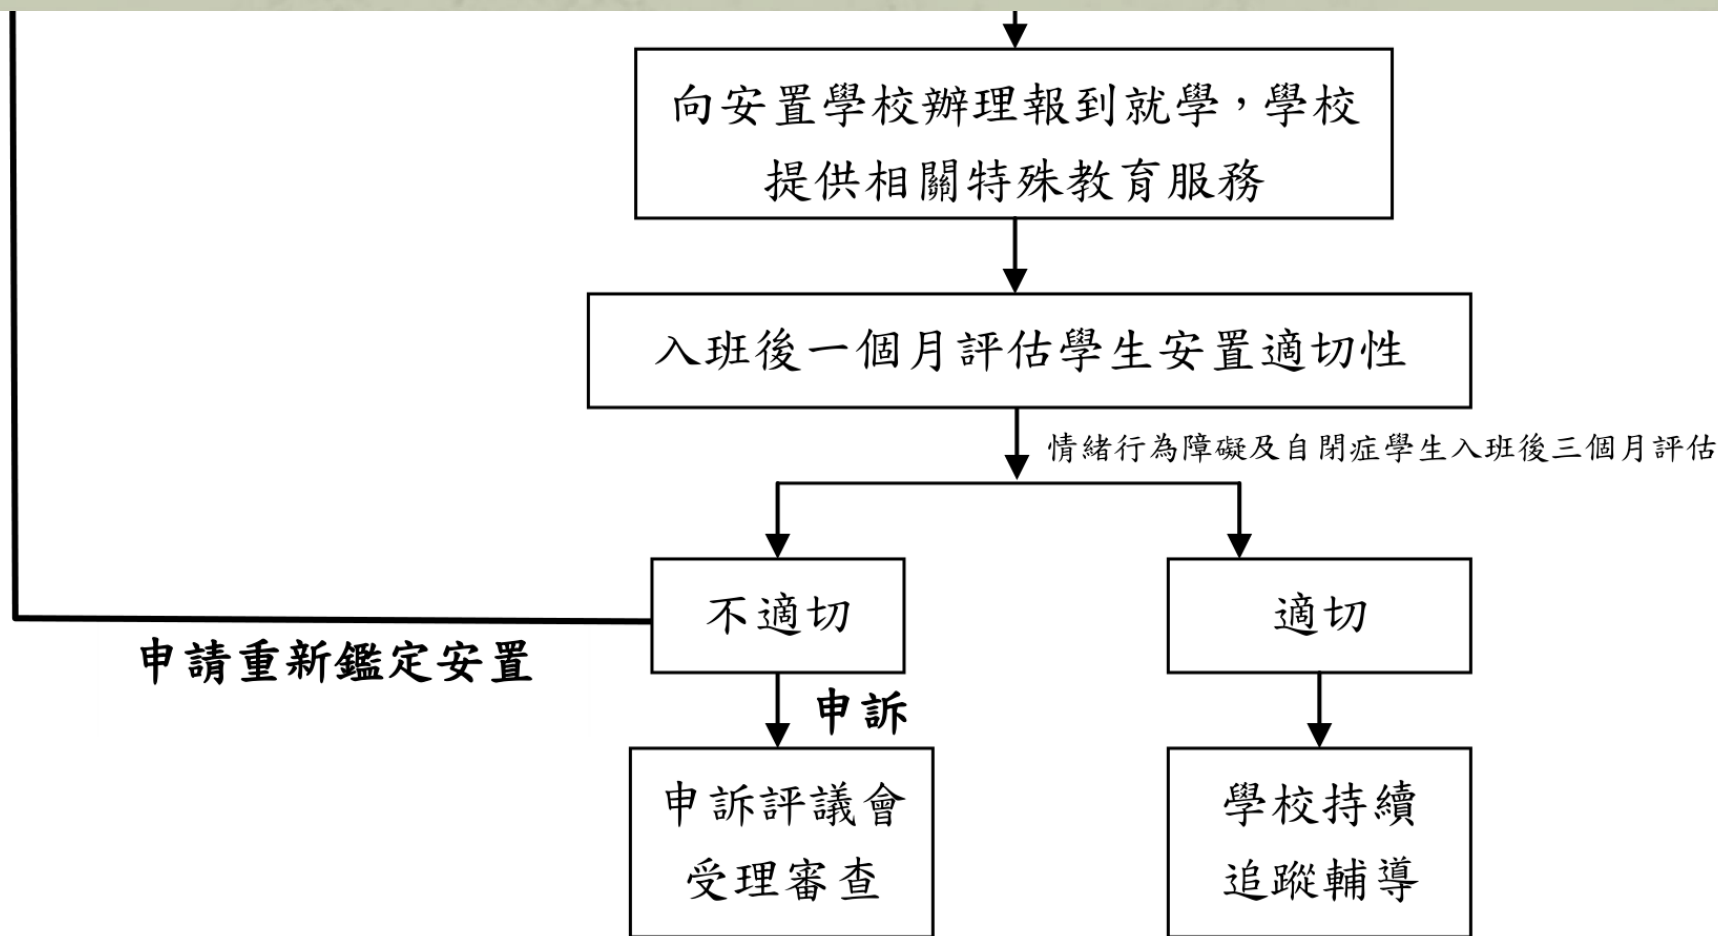 向安置學校辦理報到就學，學校
提供相關特殊教育服務
入班後一個月評估學生安置適切性
情緒行為障礙及自閉症學生入班後三個月評估
不適切
適切
申請重新鑑定安置
申訴
申訴評議會
受理審查
學校持續
追蹤輔導